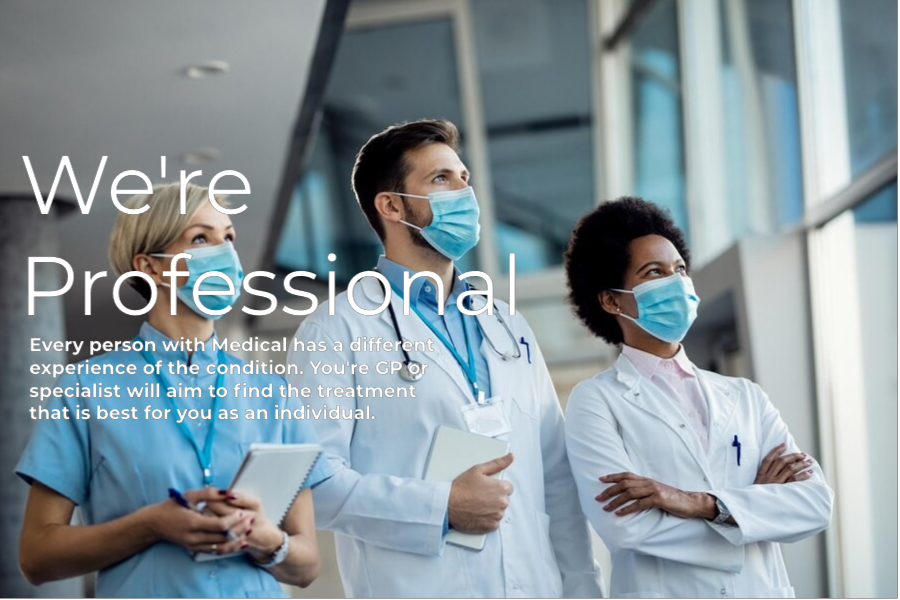 We're
Professional
Every person with Medical has a different
experience of the condition. You're GP or
specialist will aim to find the treatment
that is best for you as an individual.